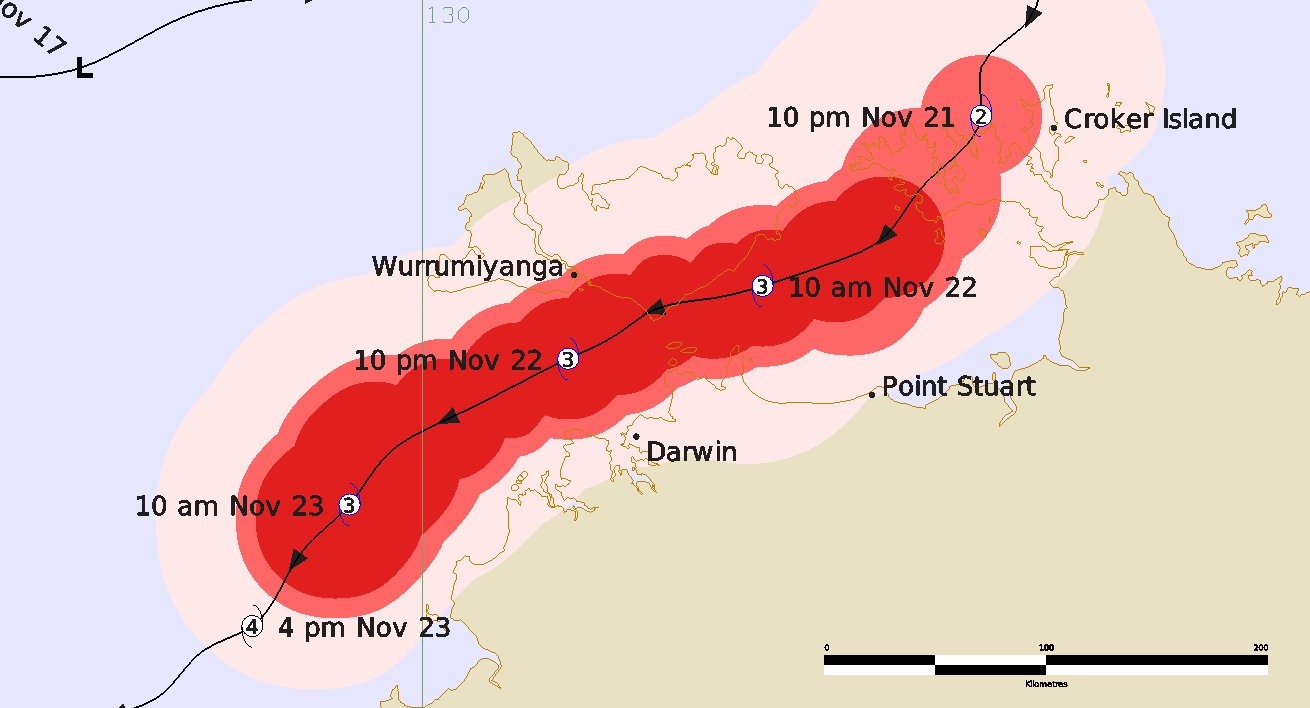 ov 17
L
130
10 pm Nov 21
2
Croker Island
Wurrumiyanga
3
10 am Nov 22
10 pm Nov 22
3
Point Stuart
Darwin
10 am Nov 23
3
4
4 pm Nov 23
0
100
200
Kilometres